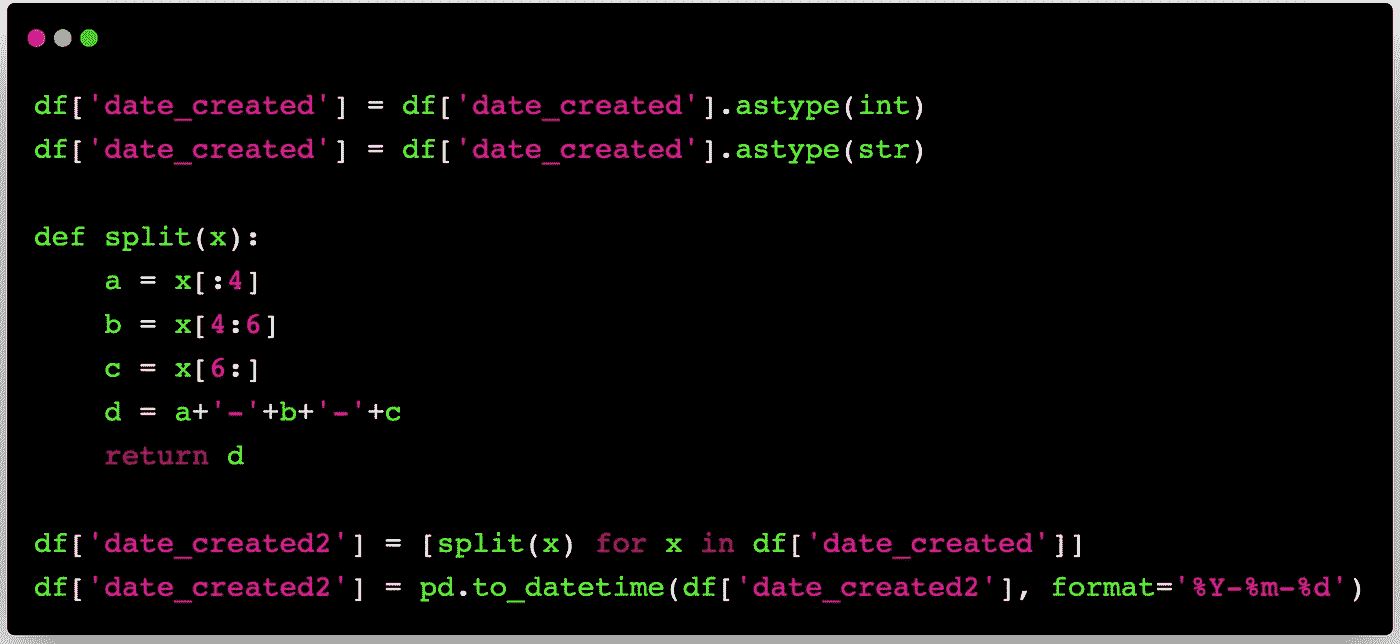 df['date_created'] = df['date_created'].astype(int)
df['date_created'] = df['date_created'].astype(str)
def split(x):
    a = x[:4]
    b = x[4:6]
    c = x[6:]
    d = a+'-'+b+'-'+c
    return d
df['date_created2'] = [split(x) for x in df['date_created']]
df['date_created2'] = pd.to_datetime(df['date_created2'], format='%Y-%m-%d')